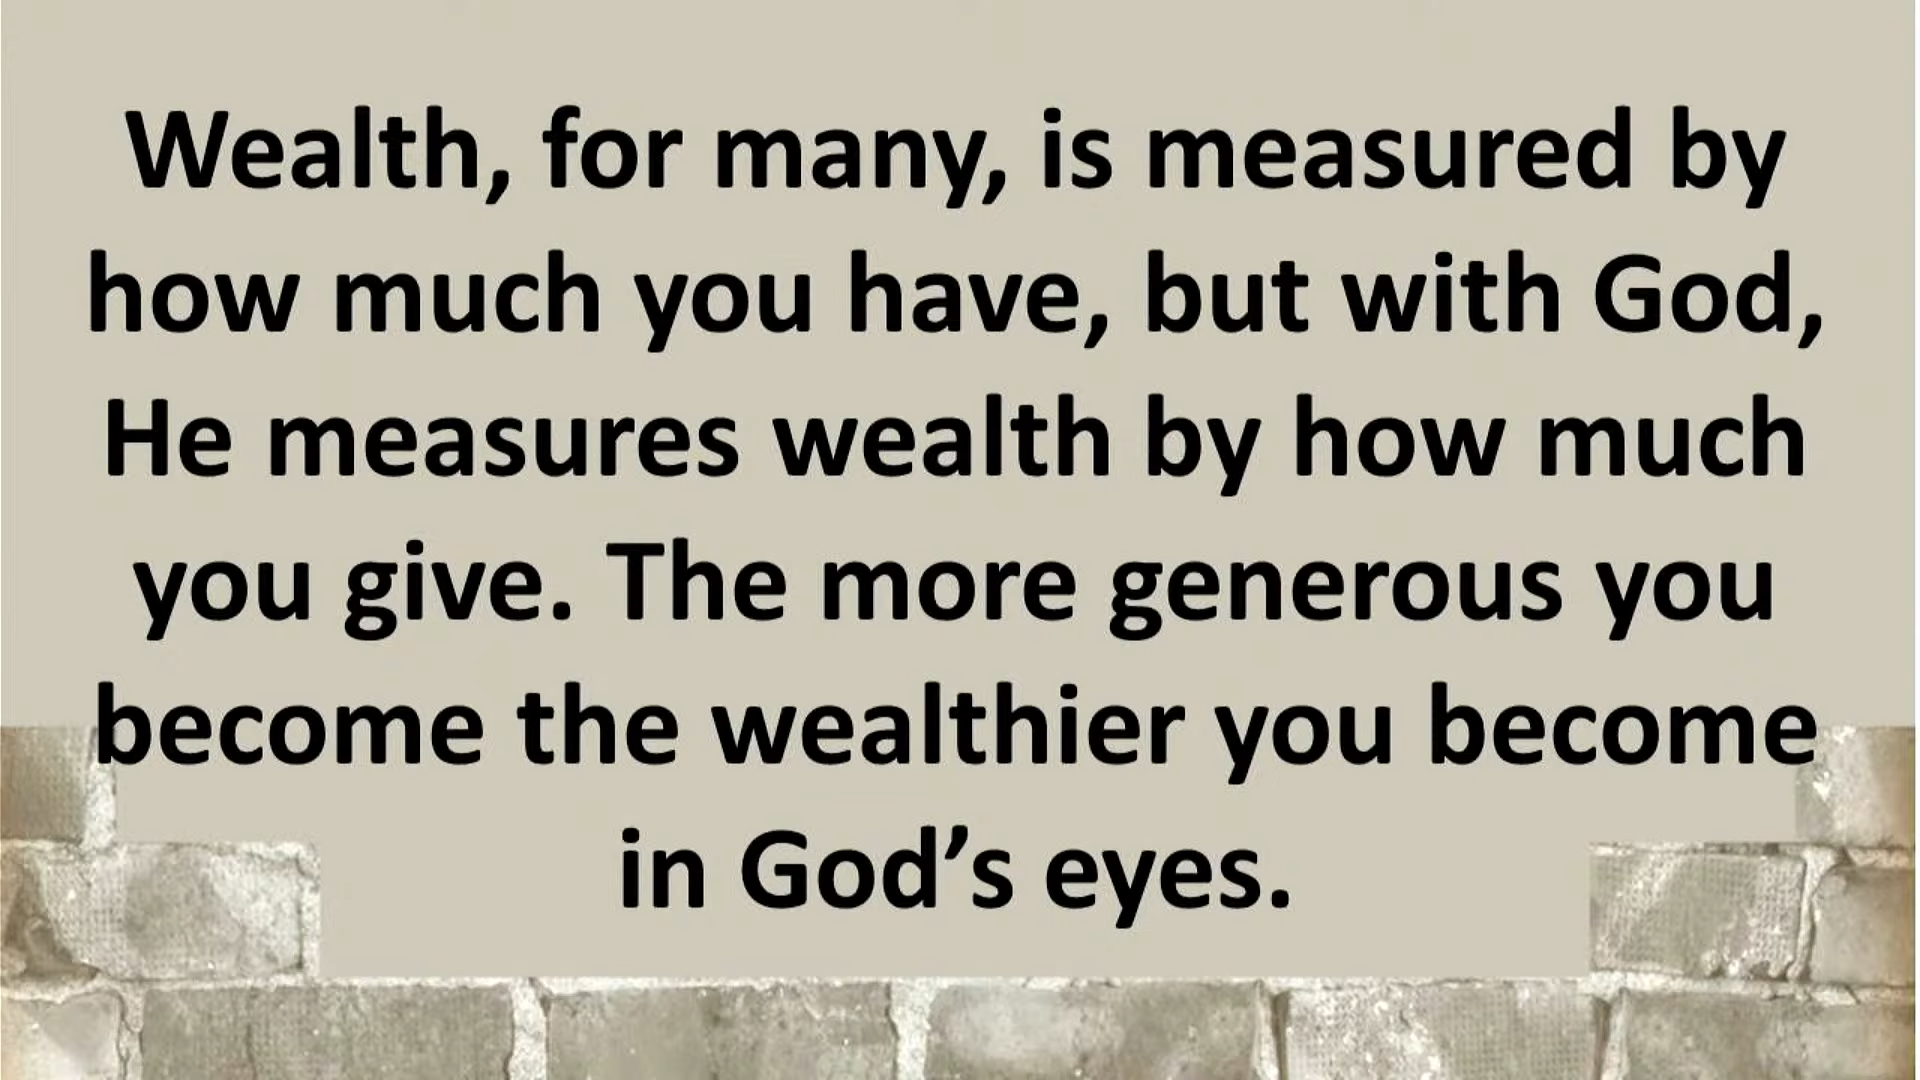 Wealth, for many, is measured by
how much you have, but with God,
He measures wealth by how much
you give. The more generous you
become the wealthier you become
in God’s eyes.